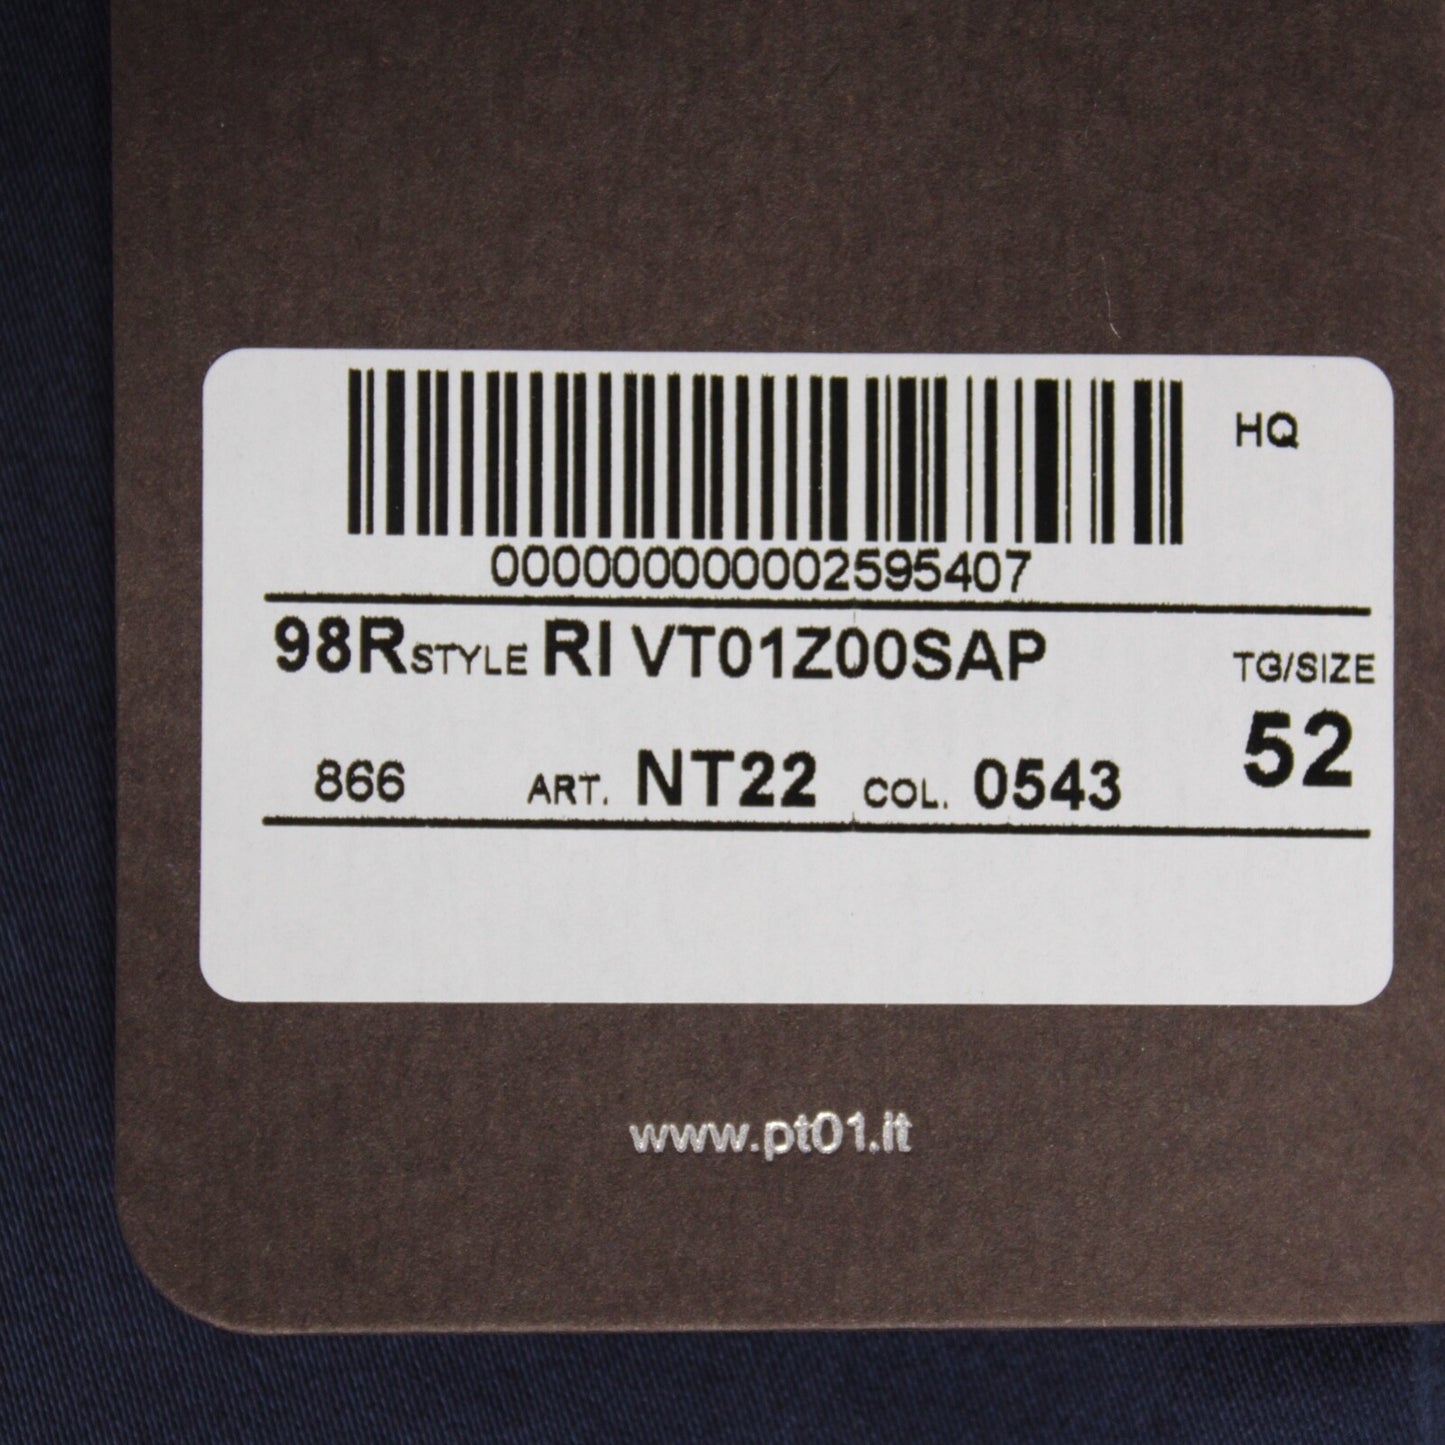 HQ
000000000002595407
98R STYLE RI VT01Z00SAP
TG/SIZE
52
866 ART. NT22 COL. 0543
www.pt01.it